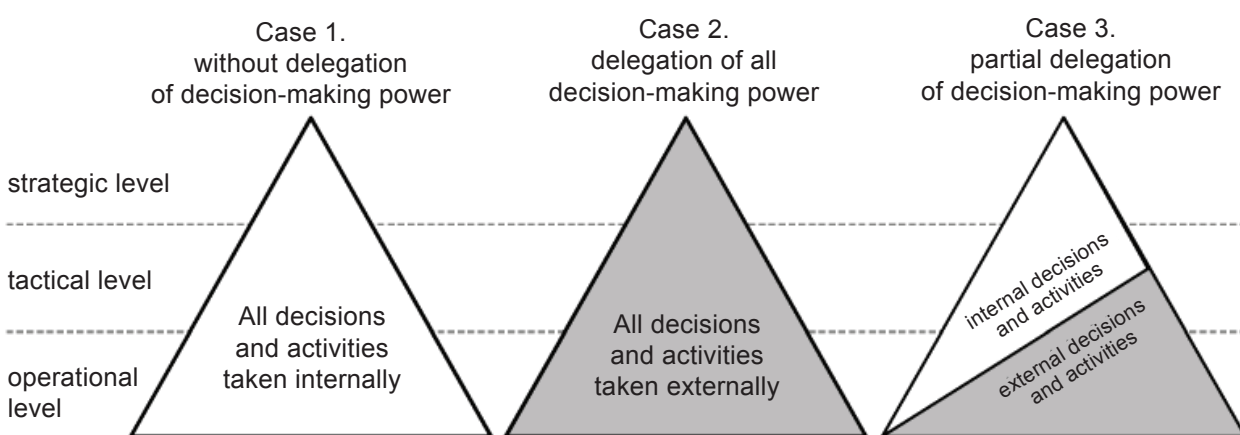 Case 1.
without delegation
of decision-making power
Case 2.
delegation of all
decision-making power
Case 3.
partial delegation
of decision-making power
strategic level
tactical level
operational
level
All decisions
and activities
taken internally
All decisions
and activities
taken externally
internal decisions
and activities
external decisions
and activities